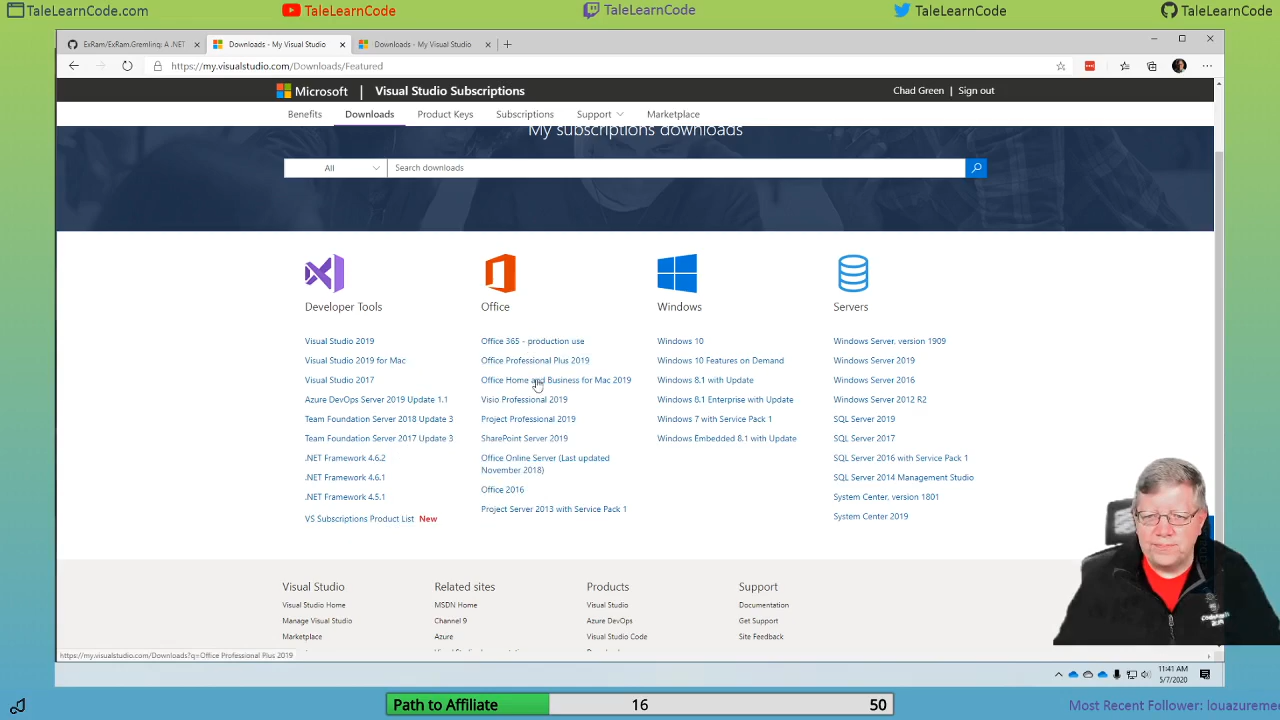 TaleLearnCode.com
TaleLearnCode
TaleLearnCode
TaleLearnCode
TaleLearnCode
ExRam/ExRam.Gremlinq: A .NET
Downloads - My Visual Studio
Downloads - My Visual Studio
https://my.visualstudio.com/Downloads/Featured
Microsoft | Visual Studio Subscriptions
Chad Green | Sign out
Benefits
Downloads
Product Keys
Subscriptions
Support
Marketplace
My subscriptions downloads
All
Search downloads
Developer Tools
Visual Studio 2019
Visual Studio 2019 for Mac
Visual Studio 2017
Azure DevOps Server 2019 Update 1.1
Team Foundation Server 2018 Update 3
Team Foundation Server 2017 Update 3
.NET Framework 4.6.2
.NET Framework 4.6.1
.NET Framework 4.5.1
VS Subscriptions Product List New
Office
Office 365 - production use
Office Professional Plus 2019
Office Home and Business for Mac 2019
Visio Professional 2019
Project Professional 2019
SharePoint Server 2019
Office Online Server (Last updated
November 2018)
Office 2016
Project Server 2013 with Service Pack 1
Windows
Windows 10
Windows 10 Features on Demand
Windows 8.1 with Update
Windows 8.1 Enterprise with Update
Windows 7 with Service Pack 1
Windows Embedded 8.1 with Update
Servers
Windows Server, version 1909
Windows Server 2019
Windows Server 2016
Windows Server 2012 R2
SQL Server 2019
SQL Server 2017
SQL Server 2016 with Service Pack 1
SQL Server 2014 Management Studio
System Center, version 1801
System Center 2019
Visual Studio
Visual Studio Home
Manage Visual Studio
Marketplace
Related sites
MSDN Home
Channel 9
Azure
Products
Visual Studio
Azure DevOps
Visual Studio Code
Support
Documentation
Get Support
Site Feedback
https://my.visualstudio.com/Downloads?q=Office Professional Plus 2019
11:41 AM
5/7/2020
Path to Affiliate
16
50
Most Recent Follower: louazureme